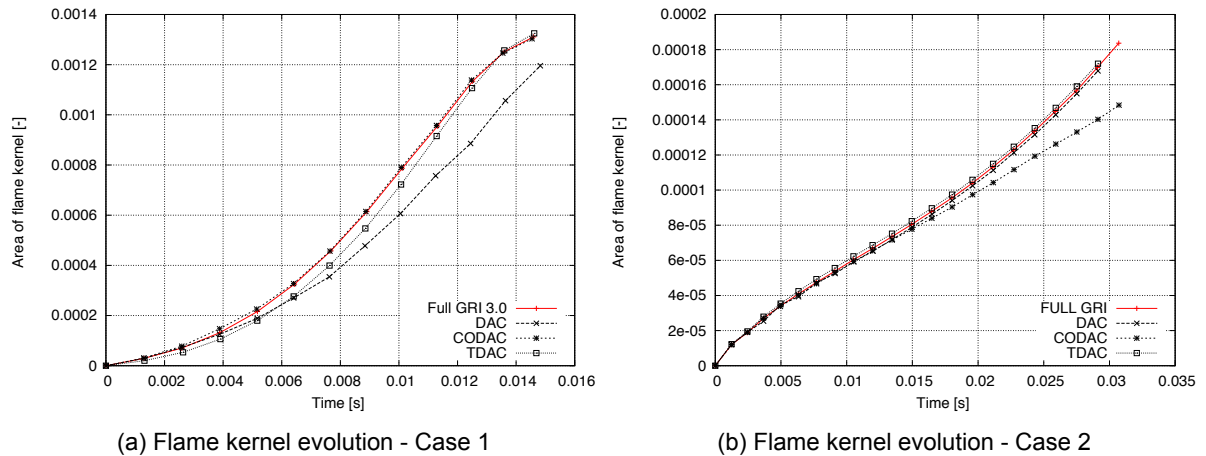 0.0014
0.0012
0.001
0.0008
0.0006
0.0004
0.0002
0
Area of flame kernel [-]
Full GRI 3.0
DAC
CODAC
TDAC
0 0.002 0.004 0.006 0.008 0.01 0.012 0.014 0.016
Time [s]
(a) Flame kernel evolution - Case 1
0.0002
0.00018
0.00016
0.00014
0.00012
0.0001
8e-05
6e-05
4e-05
2e-05
0
Area of flame kernel [-]
FULL GRI
DAC
CODAC
TDAC
0 0.005 0.01 0.015 0.02 0.025 0.03 0.035
Time [s]
(b) Flame kernel evolution - Case 2